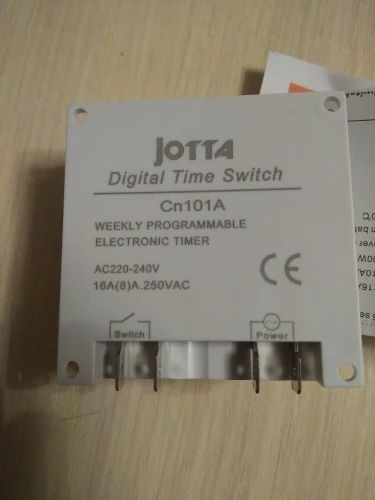 JOTTA
Digital Time Switch
Cn101A
WEEKLY PROGRAMMABLE
ELECTRONIC TIMER
AC220-240V
16A(8)A.250VAC
CE
Switch
Power